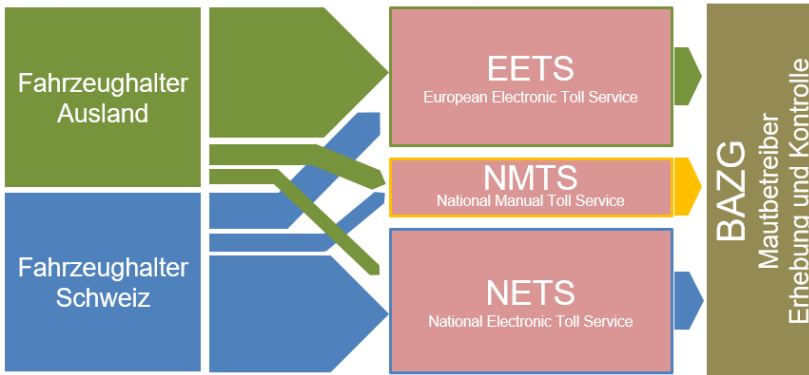 Fahrzeughalter
Ausland
Fahrzeughalter
Schweiz
EETS
European Electronic Toll Service
NMTS
National Manual Toll Service
NETS
National Electronic Toll Service
BAZG
Mautbetreiber
Erhebung und Kontrolle